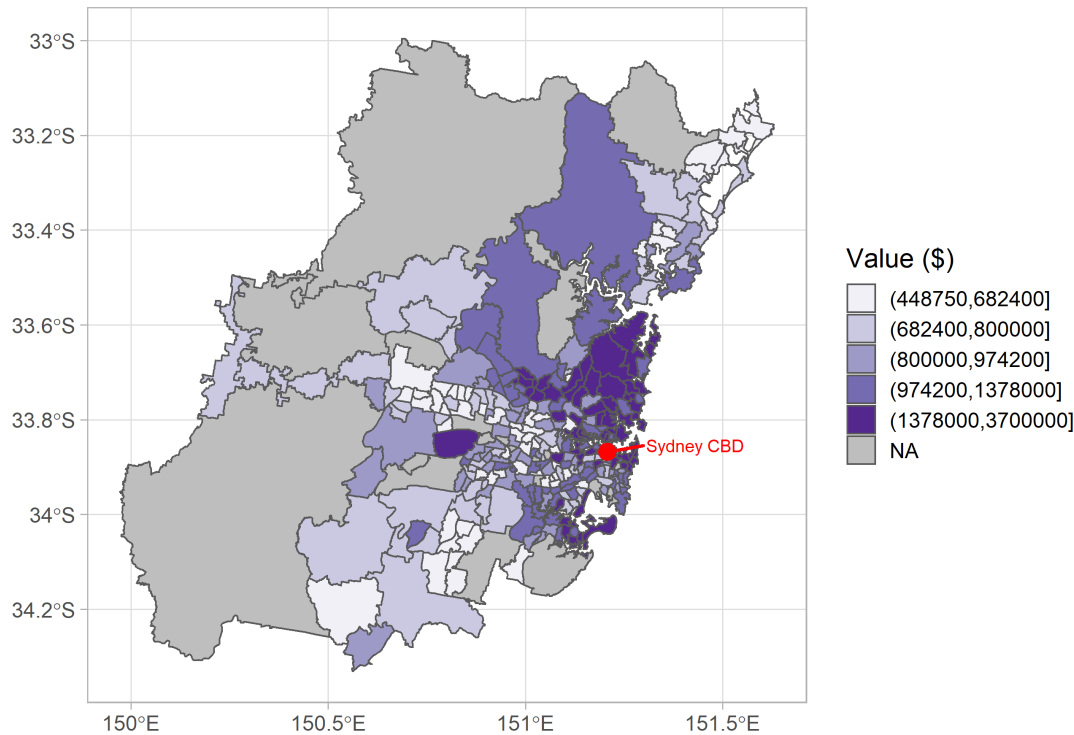 33°S
33.2°S
33.4°S
33.6°S
33.8°S
34°S
34.2°S
150°E
150.5°E
151°E
151.5°E
Sydney CBD
Value ($)
(448750,682400]
(682400,800000]
(800000,974200]
(974200,1378000]
(1378000,3700000]
NA